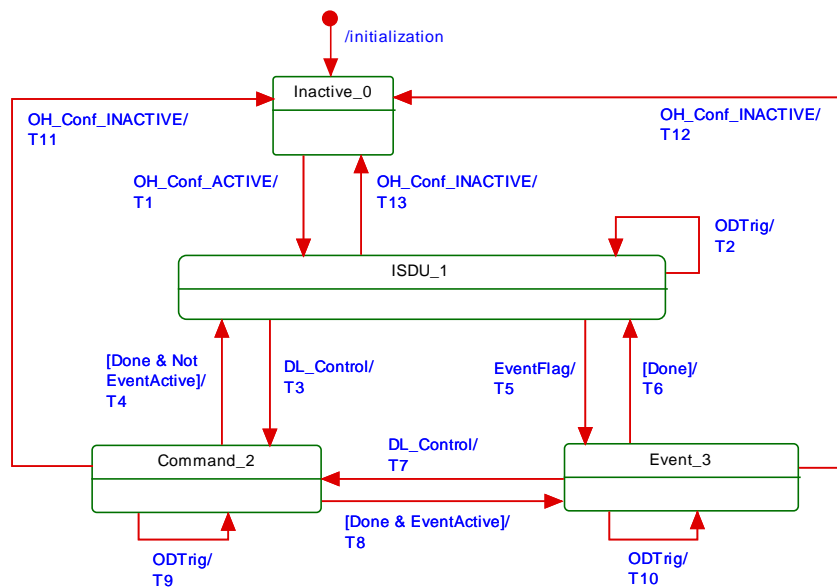 /initialization
Inactive_0
OH_Conf_INACTIVE/
T11
OH_Conf_INACTIVE/
T12
OH_Conf_ACTIVE/
T1
OH_Conf_INACTIVE/
T13
ODTrig/
T2
ISDU_1
[Done & Not
EventActive]/
T4
DL_Control/
T3
EventFlag/
T5
[Done]/
T6
Command_2
DL_Control/
T7
Event_3
[Done & EventActive]/
T8
ODTrig/
T9
ODTrig/
T10